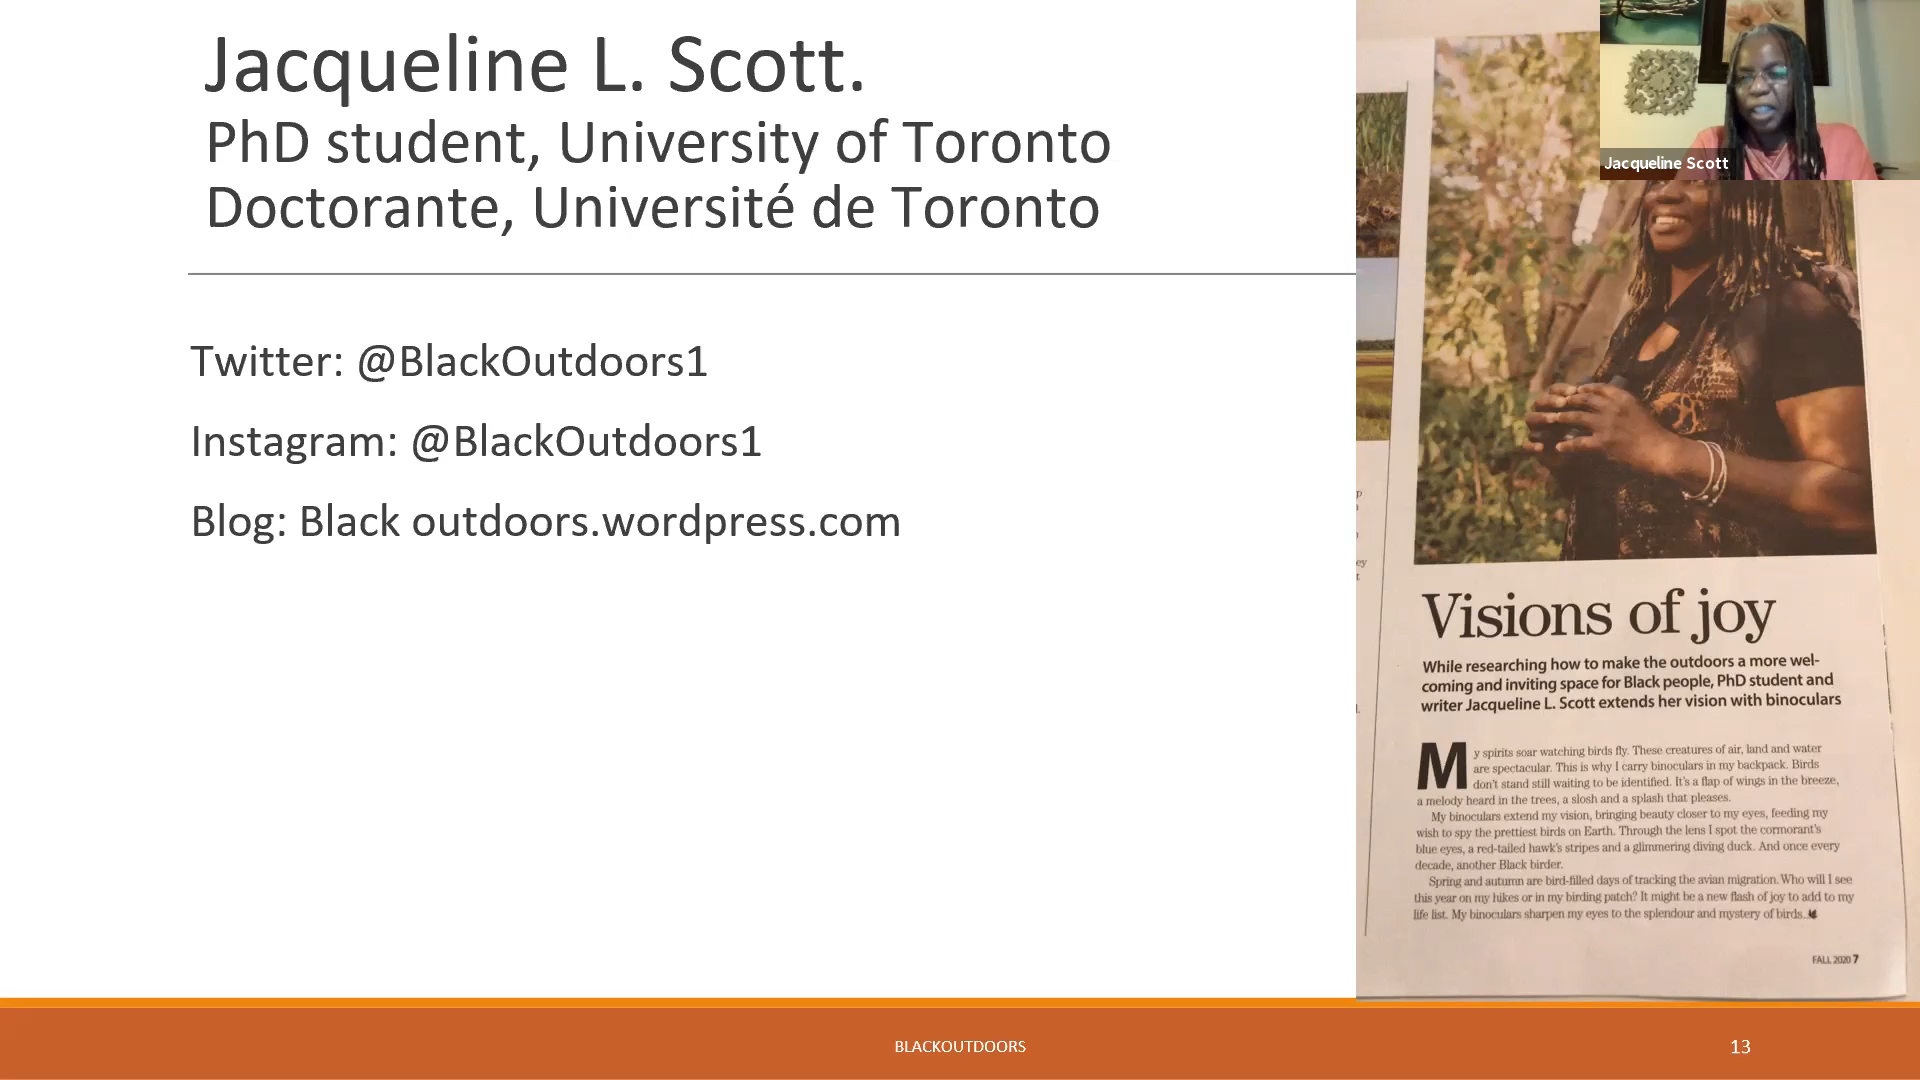 Jacqueline L. Scott.
PhD student, University of Toronto
Doctorante, Université de Toronto
Twitter: @BlackOutdoors1
Instagram: @BlackOutdoors1
Blog: Black outdoors.wordpress.com
Jacqueline Scott
Visions of joy
While researching how to make the outdoors a more wel-
coming and inviting space for Black people, PhD student and
writer Jacqueline L. Scott extends her vision with binoculars
My spirits soar watching birds fly. These creatures of air, land and water
are spectacular. This is why I carry binoculars in my backpack. Birds
don't stand still waiting to be identified. It's a flap of wings in the breeze,
a melody heard in the trees, a slosh and a splash that pleases.
My binoculars extend my vision, bringing beauty closer to my eyes, feeding my
wish to spy the prettiest birds on Earth. Through the lens I spot the cormorant's
blue eyes, a red-tailed hawk's stripes and a glimmering diving duck. And once every
decade, another Black birder.
Spring and autumn are bird-filled days of tracking the avian migration. Who will I see
this year on my hikes or in my birding patch? It might be a new flash of joy to add to my
life list. My binoculars sharpen my eyes to the splendour and mystery of birds.
FALL 2020 7
BLACKOUTDOORS
13